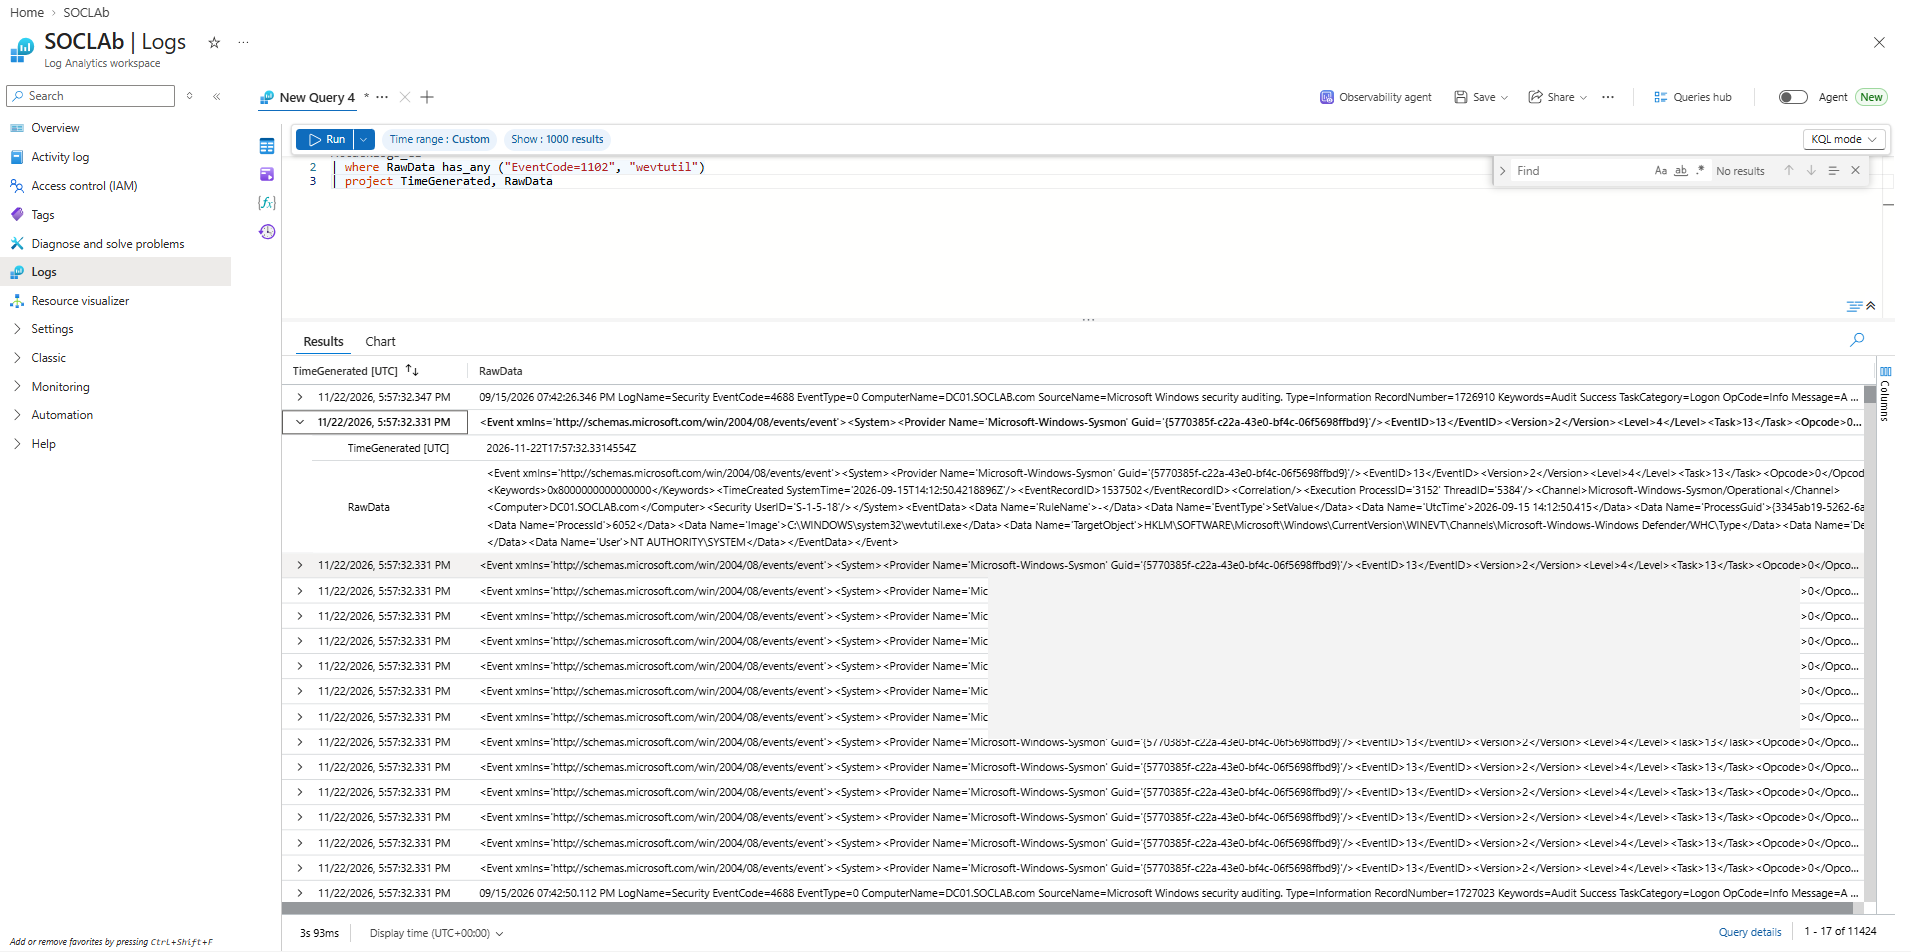 Home > SOCLAb
SOCLAb | Logs
Log Analytics workspace
Search
Overview
Activity log
Access control (IAM)
Tags
Diagnose and solve problems
Logs
Resource visualizer
Settings
Classic
Monitoring
Automation
Help
Add or remove favorites by pressing Ctrl+Shift+F
New Query 4 * ···
Observability agent Save Share ··· Queries hub Agent New
Run Time range : Custom Show : 1000 results KQL mode
2 | where RawData has_any ("EventCode=1102", "wevtutil")
3 | project TimeGenerated, RawData
Find Aa ab .* No results
Results Chart
TimeGenerated [UTC] RawData
Columns
11/22/2026, 5:57:32.347 PM 09/15/2026 07:42:26.346 PM LogName=Security EventCode=4688 EventType=0 ComputerName=DC01.SOCLAB.com SourceName=Microsoft Windows security auditing. Type=Information RecordNumber=1726910 Keywords=Audit Success TaskCategory=Logon OpCode=Info Message=A ...
11/22/2026, 5:57:32.331 PM <Event xmlns='http://schemas.microsoft.com/win/2004/08/events/event'><System><Provider Name='Microsoft-Windows-Sysmon' Guid='{5770385f-c22a-43e0-bf4c-06f5698ffbd9}'/><EventID>13</EventID><Version>2</Version><Level>4</Level><Task>13</Task><Opcode>0...
TimeGenerated [UTC] 2026-11-22T17:57:32.3314554Z
RawData
<Event xmlns='http://schemas.microsoft.com/win/2004/08/events/event'><System><Provider Name='Microsoft-Windows-Sysmon' Guid='{5770385f-c22a-43e0-bf4c-06f5698ffbd9}'/><EventID>13</EventID><Version>2</Version><Level>4</Level><Task>13</Task><Opcode>0</Opcod
<Keywords>0x8000000000000000</Keywords><TimeCreated SystemTime='2026-09-15T14:12:50.4218896Z'/><EventRecordID>1537502</EventRecordID><Correlation/><Execution ProcessID='3152' ThreadID='5384'/><Channel>Microsoft-Windows-Sysmon/Operational</Channel>
<Computer>DC01.SOCLAB.com</Computer><Security UserID='S-1-5-18'/></System><EventData><Data Name='RuleName'>-</Data><Data Name='EventType'>SetValue</Data><Data Name='UtcTime'>2026-09-15 14:12:50.415</Data><Data Name='ProcessGuid'>{3345ab19-5262-6a
<Data Name='ProcessId'>6052</Data><Data Name='Image'>C:\WINDOWS\system32\wevtutil.exe</Data><Data Name='TargetObject'>HKLM\SOFTWARE\Microsoft\Windows\CurrentVersion\WINEVT\Channels\Microsoft-Windows-Windows Defender/WHC\Type</Data><Data Name='De
</Data><Data Name='User'>NT AUTHORITY\SYSTEM</Data></EventData></Event>
11/22/2026, 5:57:32.331 PM <Event xmlns='http://schemas.microsoft.com/win/2004/08/events/event'><System><Provider Name='Microsoft-Windows-Sysmon' Guid='{5770385f-c22a-43e0-bf4c-06f5698ffbd9}'/><EventID>13</EventID><Version>2</Version><Level>4</Level><Task>13</Task><Opcode>0</Opco...
11/22/2026, 5:57:32.331 PM <Event xmlns='http://schemas.microsoft.com/win/2004/08/events/event'><System><Provider Name='Mic >0</Opco...
11/22/2026, 5:57:32.331 PM <Event xmlns='http://schemas.microsoft.com/win/2004/08/events/event'><System><Provider Name='Mic >0</Opco...
11/22/2026, 5:57:32.331 PM <Event xmlns='http://schemas.microsoft.com/win/2004/08/events/event'><System><Provider Name='Mic >0</Opco...
11/22/2026, 5:57:32.331 PM <Event xmlns='http://schemas.microsoft.com/win/2004/08/events/event'><System><Provider Name='Mic >0</Opco...
11/22/2026, 5:57:32.331 PM <Event xmlns='http://schemas.microsoft.com/win/2004/08/events/event'><System><Provider Name='Mic >0</Opco...
11/22/2026, 5:57:32.331 PM <Event xmlns='http://schemas.microsoft.com/win/2004/08/events/event'><System><Provider Name='Mic >0</Opco...
11/22/2026, 5:57:32.331 PM <Event xmlns='http://schemas.microsoft.com/win/2004/08/events/event'><System><Provider Name='Microsoft-Windows-Sysmon' Guid='{5770385f-c22a-43e0-bf4c-06f5698ffbd9}'/><EventID>13</EventID><Version>2</Version><Level>4</Level><Task>13</Task><Opcode>0</Opco...
11/22/2026, 5:57:32.331 PM <Event xmlns='http://schemas.microsoft.com/win/2004/08/events/event'><System><Provider Name='Microsoft-Windows-Sysmon' Guid='{5770385f-c22a-43e0-bf4c-06f5698ffbd9}'/><EventID>13</EventID><Version>2</Version><Level>4</Level><Task>13</Task><Opcode>0</Opco...
11/22/2026, 5:57:32.331 PM <Event xmlns='http://schemas.microsoft.com/win/2004/08/events/event'><System><Provider Name='Microsoft-Windows-Sysmon' Guid='{5770385f-c22a-43e0-bf4c-06f5698ffbd9}'/><EventID>13</EventID><Version>2</Version><Level>4</Level><Task>13</Task><Opcode>0</Opco...
11/22/2026, 5:57:32.331 PM <Event xmlns='http://schemas.microsoft.com/win/2004/08/events/event'><System><Provider Name='Microsoft-Windows-Sysmon' Guid='{5770385f-c22a-43e0-bf4c-06f5698ffbd9}'/><EventID>13</EventID><Version>2</Version><Level>4</Level><Task>13</Task><Opcode>0</Opco...
11/22/2026, 5:57:32.331 PM <Event xmlns='http://schemas.microsoft.com/win/2004/08/events/event'><System><Provider Name='Microsoft-Windows-Sysmon' Guid='{5770385f-c22a-43e0-bf4c-06f5698ffbd9}'/><EventID>13</EventID><Version>2</Version><Level>4</Level><Task>13</Task><Opcode>0</Opco...
11/22/2026, 5:57:32.331 PM <Event xmlns='http://schemas.microsoft.com/win/2004/08/events/event'><System><Provider Name='Microsoft-Windows-Sysmon' Guid='{5770385f-c22a-43e0-bf4c-06f5698ffbd9}'/><EventID>13</EventID><Version>2</Version><Level>4</Level><Task>13</Task><Opcode>0</Opco...
11/22/2026, 5:57:32.331 PM 09/15/2026 07:42:50.112 PM LogName=Security EventCode=4688 EventType=0 ComputerName=DC01.SOCLAB.com SourceName=Microsoft Windows security auditing. Type=Information RecordNumber=1727023 Keywords=Audit Success TaskCategory=Logon OpCode=Info Message=A ...
3s 93ms Display time (UTC+00:00) Query details 1 - 17 of 11424